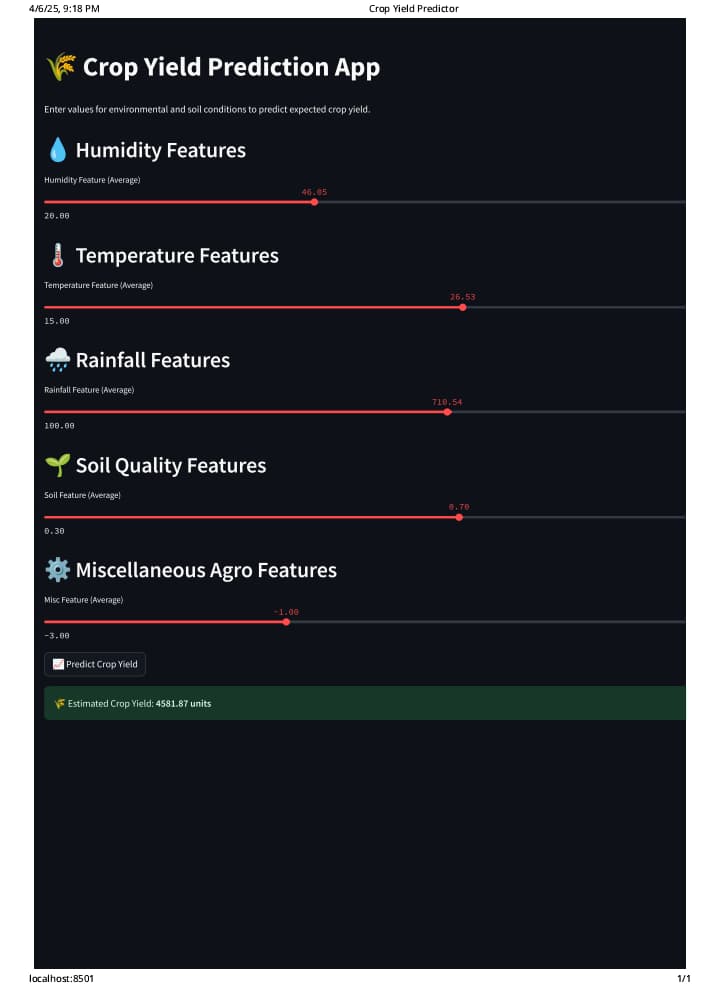 4/6/25, 9:18 PM Crop Yield Predictor
Crop Yield Prediction App
Enter values for environmental and soil conditions to predict expected crop yield.
Humidity Features
Humidity Feature (Average)
46.05
20.00
Temperature Features
Temperature Feature (Average)
26.53
15.00
Rainfall Features
Rainfall Feature (Average)
710.54
100.00
Soil Quality Features
Soil Feature (Average)
0.70
0.30
Miscellaneous Agro Features
Misc Feature (Average)
-1.00
-3.00
Predict Crop Yield
Estimated Crop Yield: 4581.87 units
localhost:8501 1/1